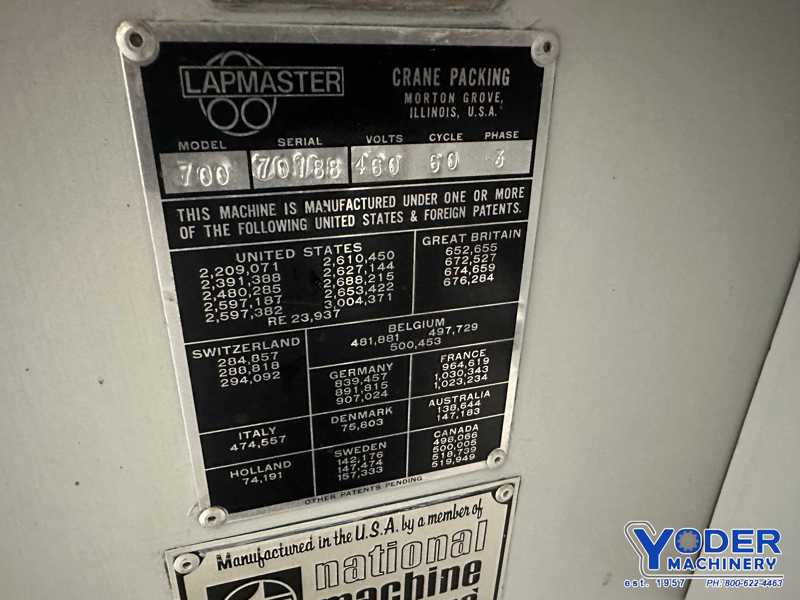 LAPMASTER
CRANE PACKING
MORTON GROVE,
ILLINOIS, U.S.A.
MODEL SERIAL VOLTS CYCLE PHASE
700 70788 460 60 3
THIS MACHINE IS MANUFACTURED UNDER ONE OR MORE
OF THE FOLLOWING UNITED STATES & FOREIGN PATENTS.
UNITED STATES
2,209,071 2,610,450
2,391,388 2,627,144
2,480,285 2,688,215
2,597,187 2,653,422
2,597,382 3,004,371
RE 23,937
GREAT BRITAIN
652,655
672,527
674,659
676,284
SWITZERLAND
284,857
288,818
294,092
BELGIUM
481,881 497,729
500,453
GERMANY
839,457
891,815
907,024
FRANCE
964,619
1,030,343
1,023,234
ITALY
474,557
DENMARK
75,803
AUSTRALIA
138,644
147,183
HOLLAND
74,191
SWEDEN
142,176
147,474
157,333
CANADA
498,066
500,005
518,739
519,949
OTHER PATENTS PENDING
Manufactured in the U.S.A. by a member of
national
machine
YODER
MACHINERY
est. 1957 PH: 800-622-4463